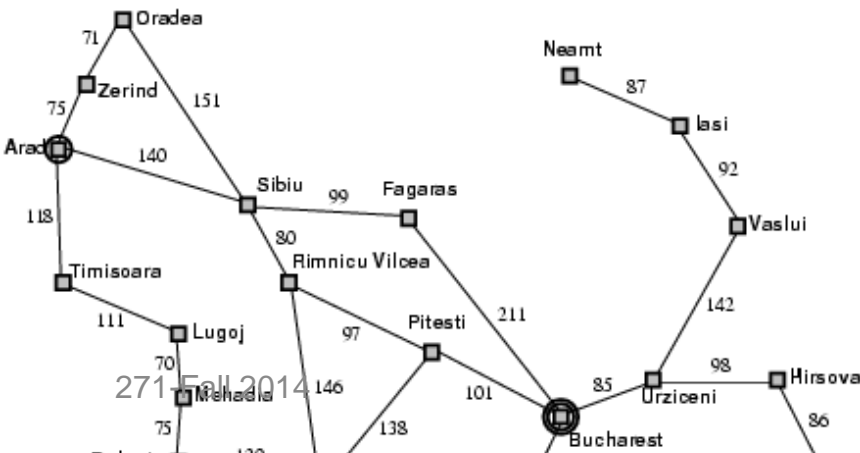 Oradea
71
Neamt
87
Zerind
75
151
Iasi
Arad
140
92
Sibiu
99
Fagaras
118
80
Vaslui
Rimnicu Vilcea
Timisoara
142
111
211
Lugoj
97
Pitesti
70
98
85
Hirsova
271-Fall 2014
146
101
Urziceni
Mehadia
75
138
86
Bucharest